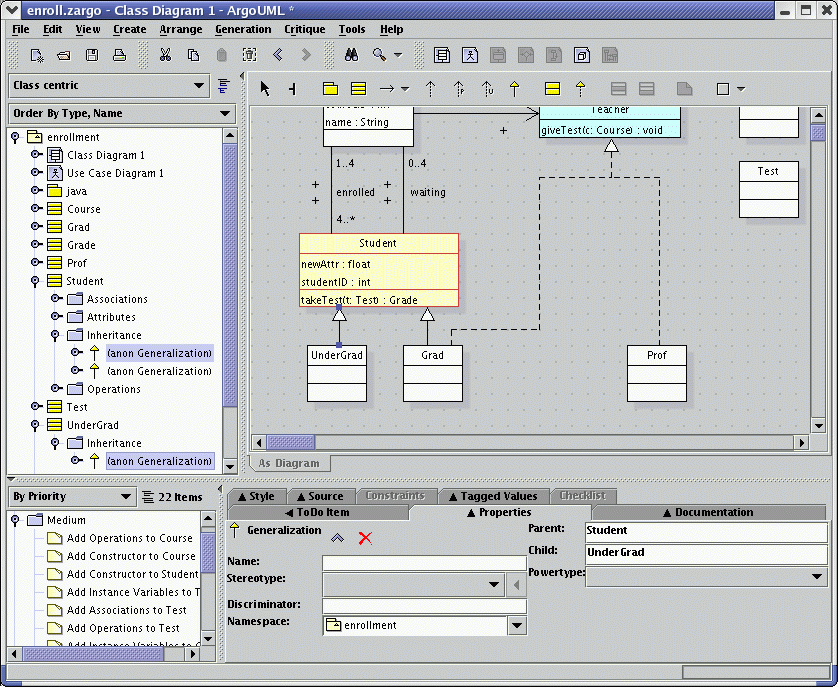 enroll.zargo - Class Diagram 1 - ArgoUML *
File Edit View Create Arrange Generation Critique Tools Help
Class centric
Order By Type, Name
enrollment
Class Diagram 1
Use Case Diagram 1
java
Course
Grad
Grade
Prof
Student
Associations
Attributes
Inheritance
(anon Generalization)
(anon Generalization)
Operations
Test
UnderGrad
Inheritance
(anon Generalization)
name : String
Teacher
giveTest(c: Course) : void
+
1..4
0..4
+
+
enrolled
waiting
+
+
4..*
Test
Student
newAttr : float
studentID : int
takeTest(t: Test) : Grade
UnderGrad
Grad
Prof
As Diagram
By Priority
22 Items
Medium
Add Operations to Course
Add Constructor to Course
Add Constructor to Student
Add Instance Variables to T
Add Associations to Test
Add Operations to Test
Add Instance Variables to C
Style
Source
Constraints
Tagged Values
Checklist
ToDo Item
Properties
Documentation
Generalization
Name:
Stereotype:
Discriminator:
Namespace:
enrollment
Parent:
Student
Child:
UnderGrad
Powertype: